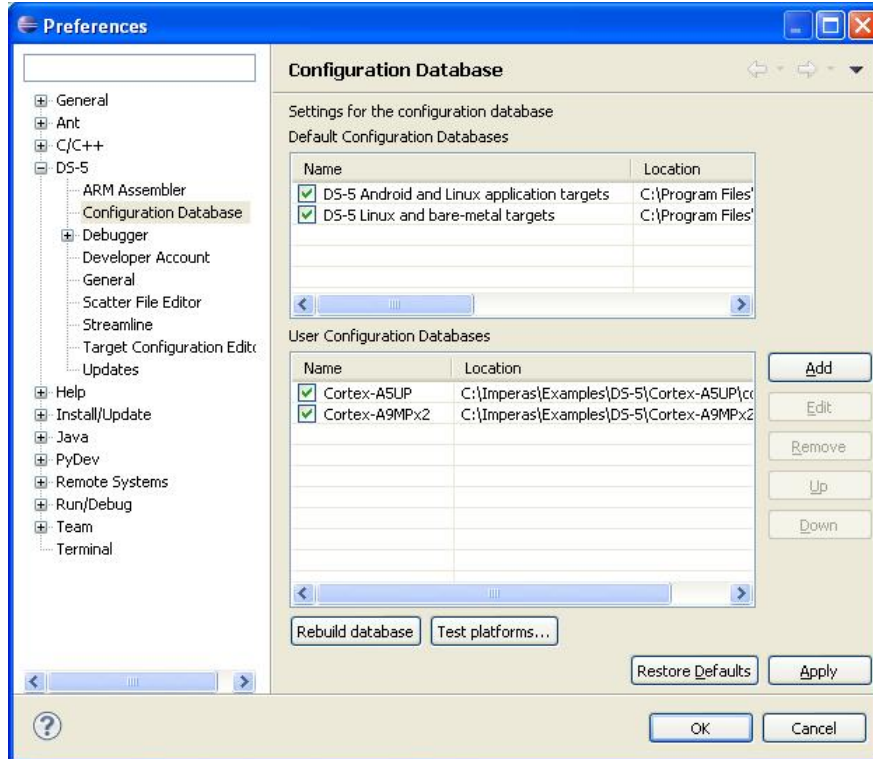 Preferences
General
Ant
C/C++
DS-5
ARM Assembler
Configuration Database
Debugger
Developer Account
General
Scatter File Editor
Streamline
Target Configuration Edito
Updates
Help
Install/Update
Java
PyDev
Remote Systems
Run/Debug
Team
Terminal
Configuration Database
Settings for the configuration database
Default Configuration Databases
Name Location
DS-5 Android and Linux application targets C:\Program Files'
DS-5 Linux and bare-metal targets C:\Program Files'
User Configuration Databases
Name Location
Cortex-A5UP C:\Imperas\Examples\DS-5\Cortex-A5UP\co
Cortex-A9MPx2 C:\Imperas\Examples\DS-5\Cortex-A9MPx2
Add
Edit
Remove
Up
Down
Rebuild database Test platforms...
Restore Defaults Apply
? OK Cancel